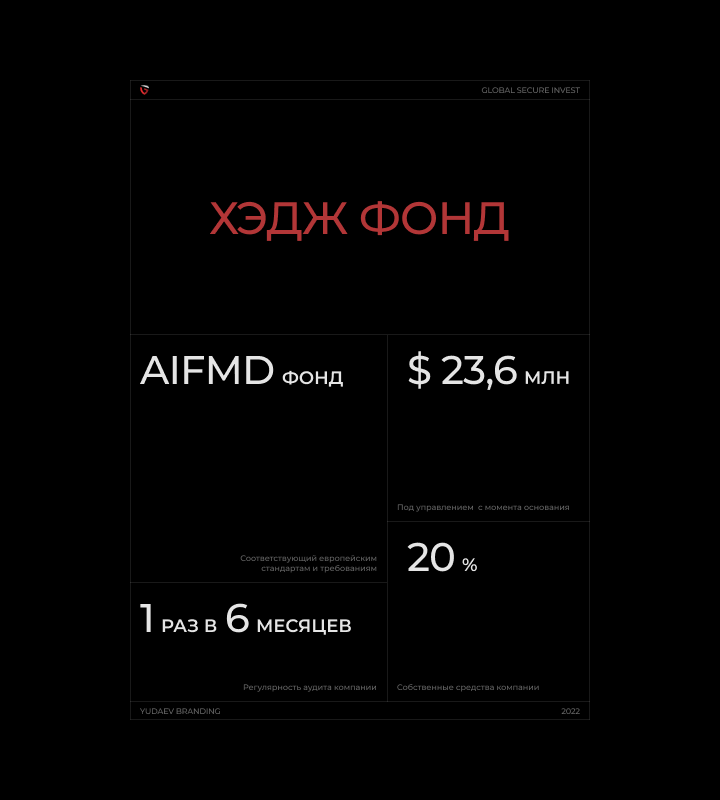 GLOBAL SECURE INVEST
ХЭДЖ ФОНД
AIFMD ФОНД
Соответствующий европейским
стандартам и требованиям
$ 23,6 МЛН
Под управлением с момента основания
1 РАЗ В 6 МЕСЯЦЕВ
Регулярность аудита компании
20 %
Собственные средства компании
YUDAEV BRANDING
2022